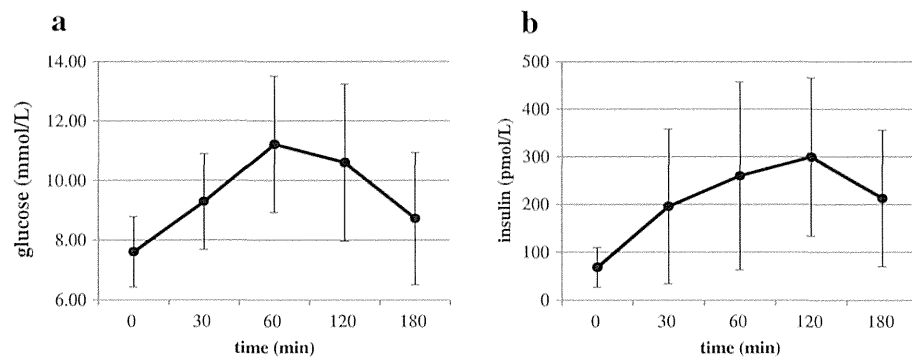 a
14.00
12.00
10.00
8.00
6.00
glucose (mmol/L)
0 30 60 120 180
time (min)
b
500
400
300
200
100
0
insulin (pmol/L)
0 30 60 120 180
time (min)